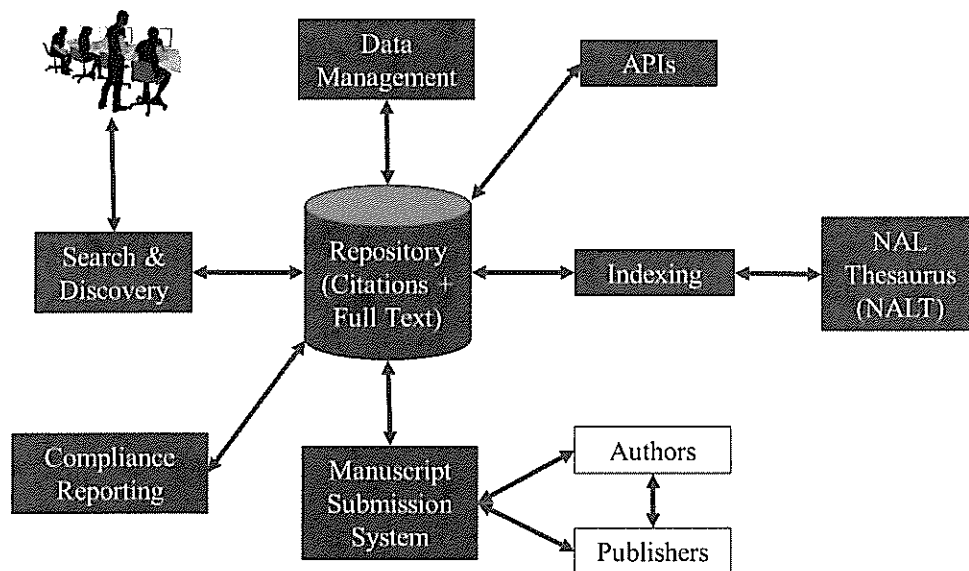 Data
Management
APIs
Search &
Discovery
Repository
(Citations +
Full Text)
Indexing
NAL
Thesaurus
(NALT)
Compliance
Reporting
Manuscript
Submission
System
Authors
Publishers